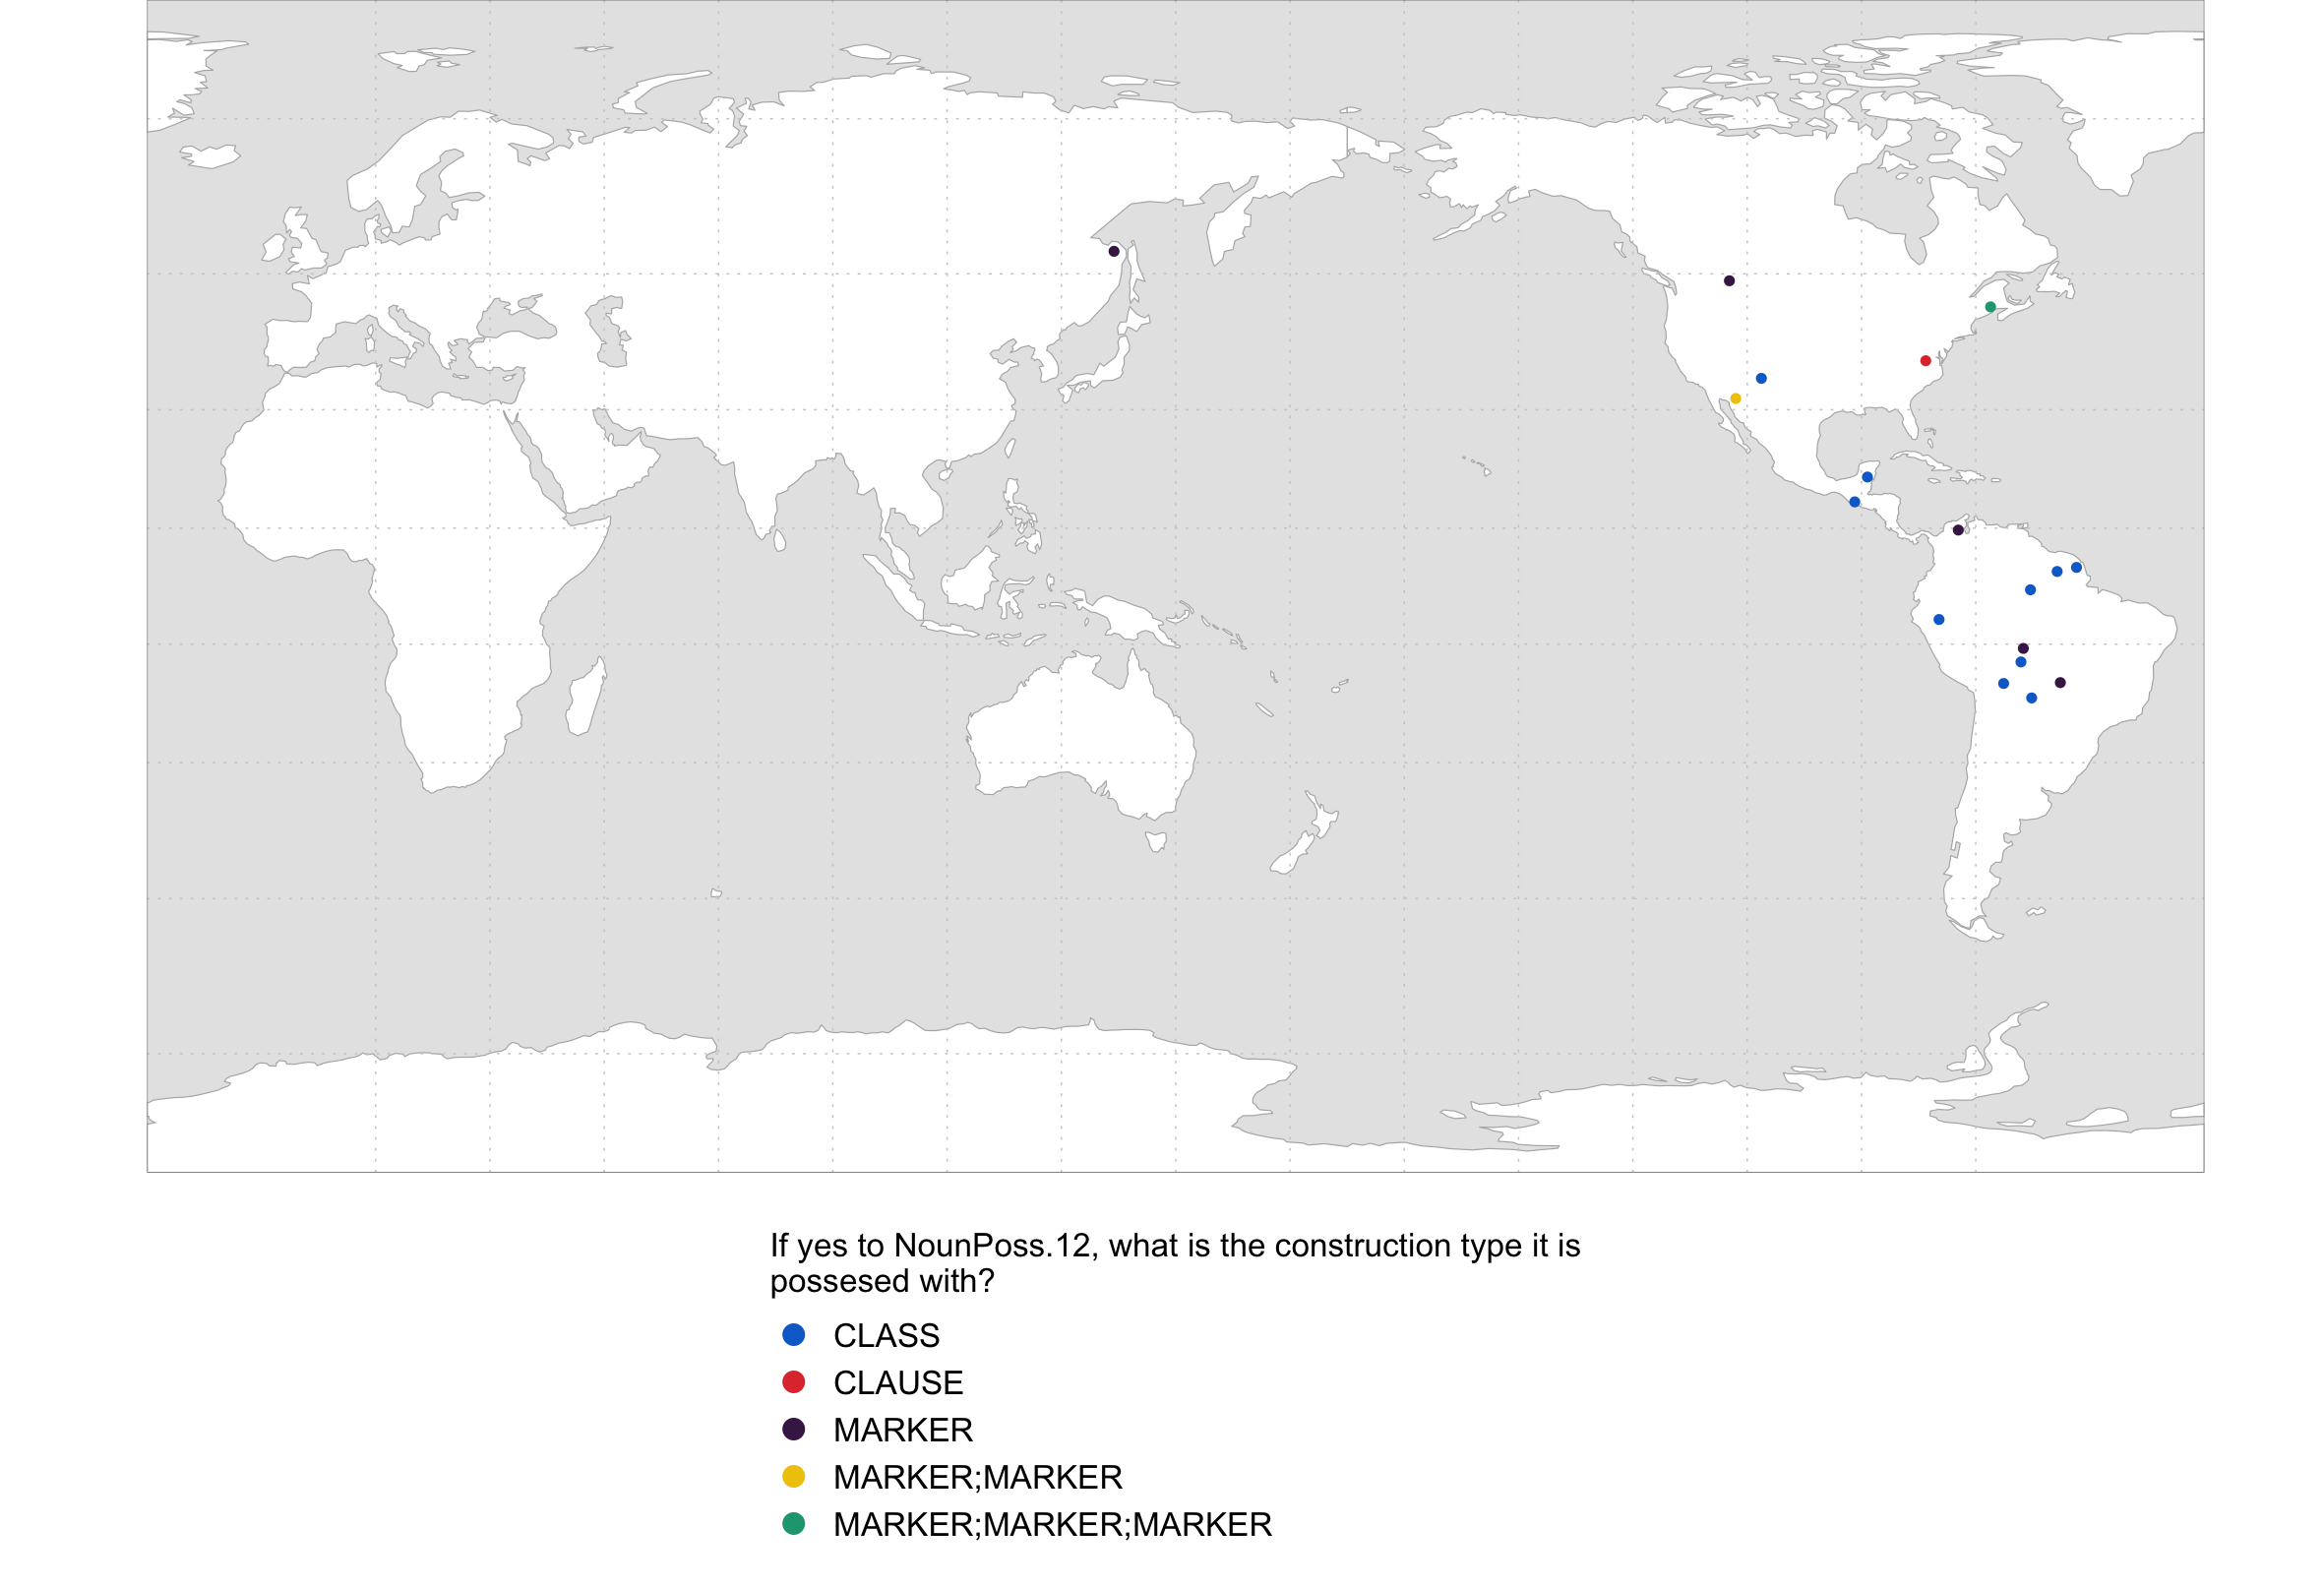 If yes to NounPoss.12, what is the construction type it is
possesed with?
CLASS
CLAUSE
MARKER
MARKER;MARKER
MARKER;MARKER;MARKER